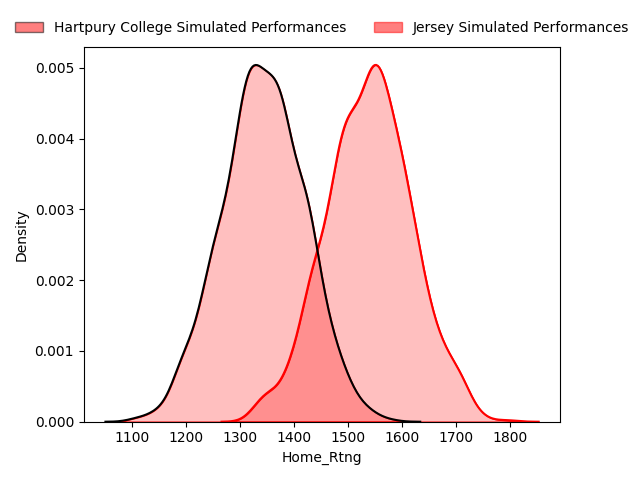 Hartpury College Simulated Performances Jersey Simulated Performances
0.005
0.004
0.003
0.002
0.001
0.000
Density
1100 1200 1300 1400 1500 1600 1700 1800
Home_Rtng